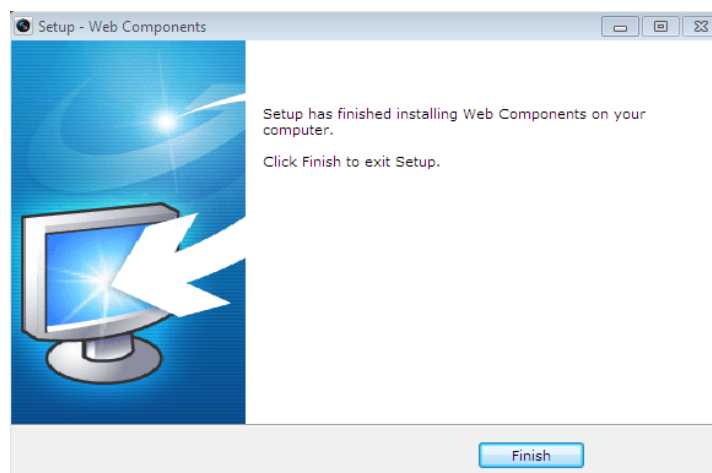 Setup - Web Components
Setup has finished installing Web Components on your
computer.
Click Finish to exit Setup.
Finish